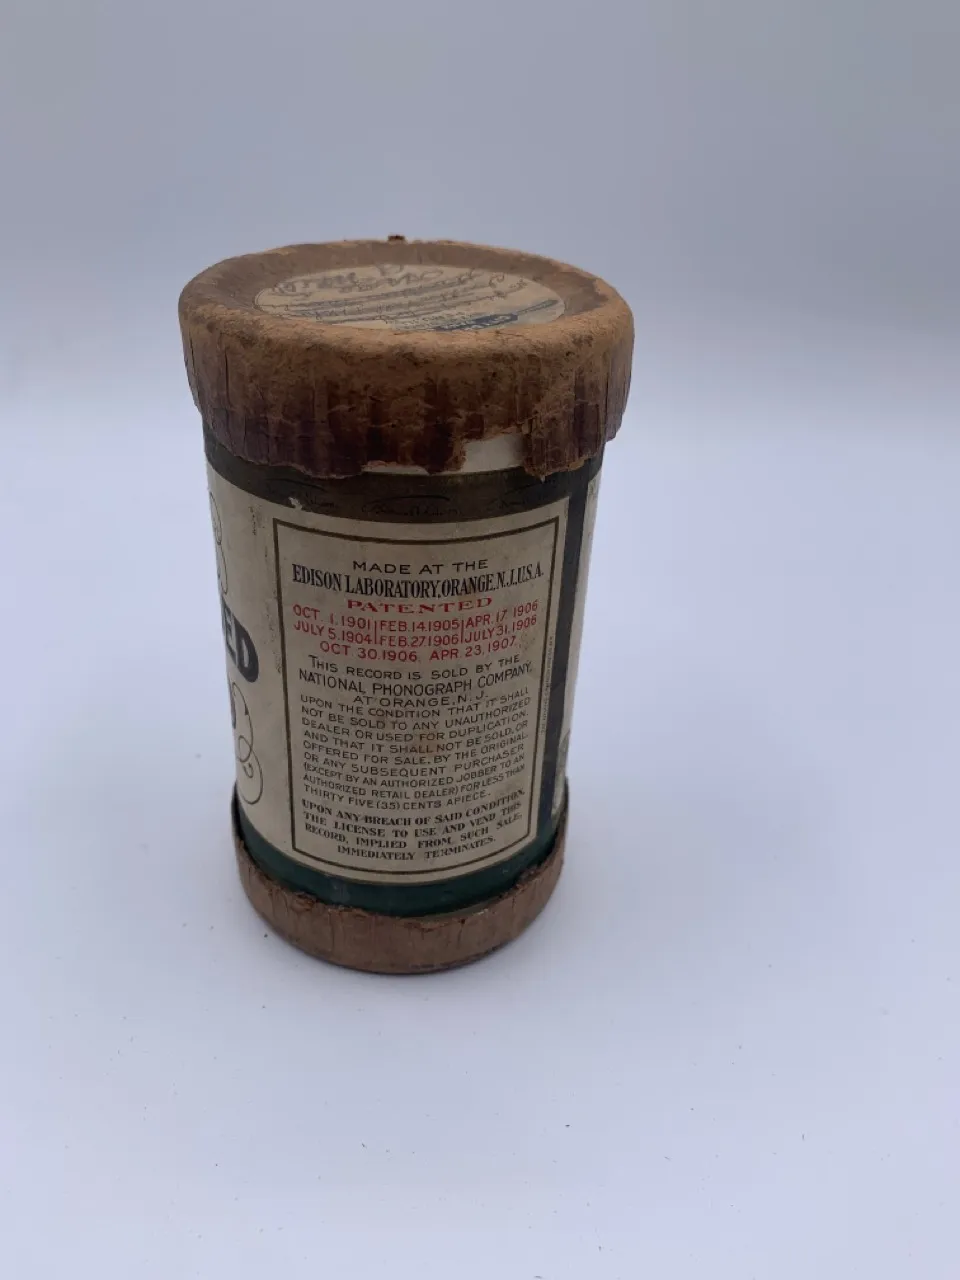 ED
MADE AT THE
EDISON LABORATORY, ORANGE, N.J., U.S.A.
PATENTED
OCT. 1. 1901 | FEB. 14. 1905 | APR. 17. 1906
JULY 5. 1904 | FEB. 27. 1906 | JULY 31. 1906
OCT. 30. 1906. APR. 23. 1907.
THIS RECORD IS SOLD BY THE
NATIONAL PHONOGRAPH COMPANY,
AT ORANGE, N. J.
UPON THE CONDITION THAT IT SHALL
NOT BE SOLD TO ANY UNAUTHORIZED
DEALER OR USED FOR DUPLICATION,
AND THAT IT SHALL NOT BE SOLD, OR
OFFERED FOR SALE, BY THE ORIGINAL,
OR ANY SUBSEQUENT PURCHASER
(EXCEPT BY AN AUTHORIZED JOBBER TO AN
AUTHORIZED RETAIL DEALER) FOR LESS THAN
THIRTY FIVE (35) CENTS APIECE.
UPON ANY BREACH OF SAID CONDITION,
THE LICENSE TO USE AND VEND THIS
RECORD, IMPLIED FROM SUCH SALE,
IMMEDIATELY TERMINATES.